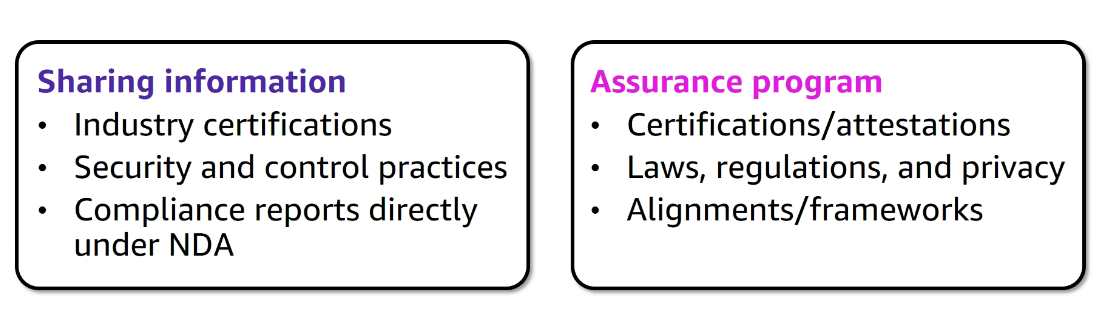 Sharing information
• Industry certifications
• Security and control practices
• Compliance reports directly
under NDA
Assurance program
• Certifications/attestations
• Laws, regulations, and privacy
• Alignments/frameworks